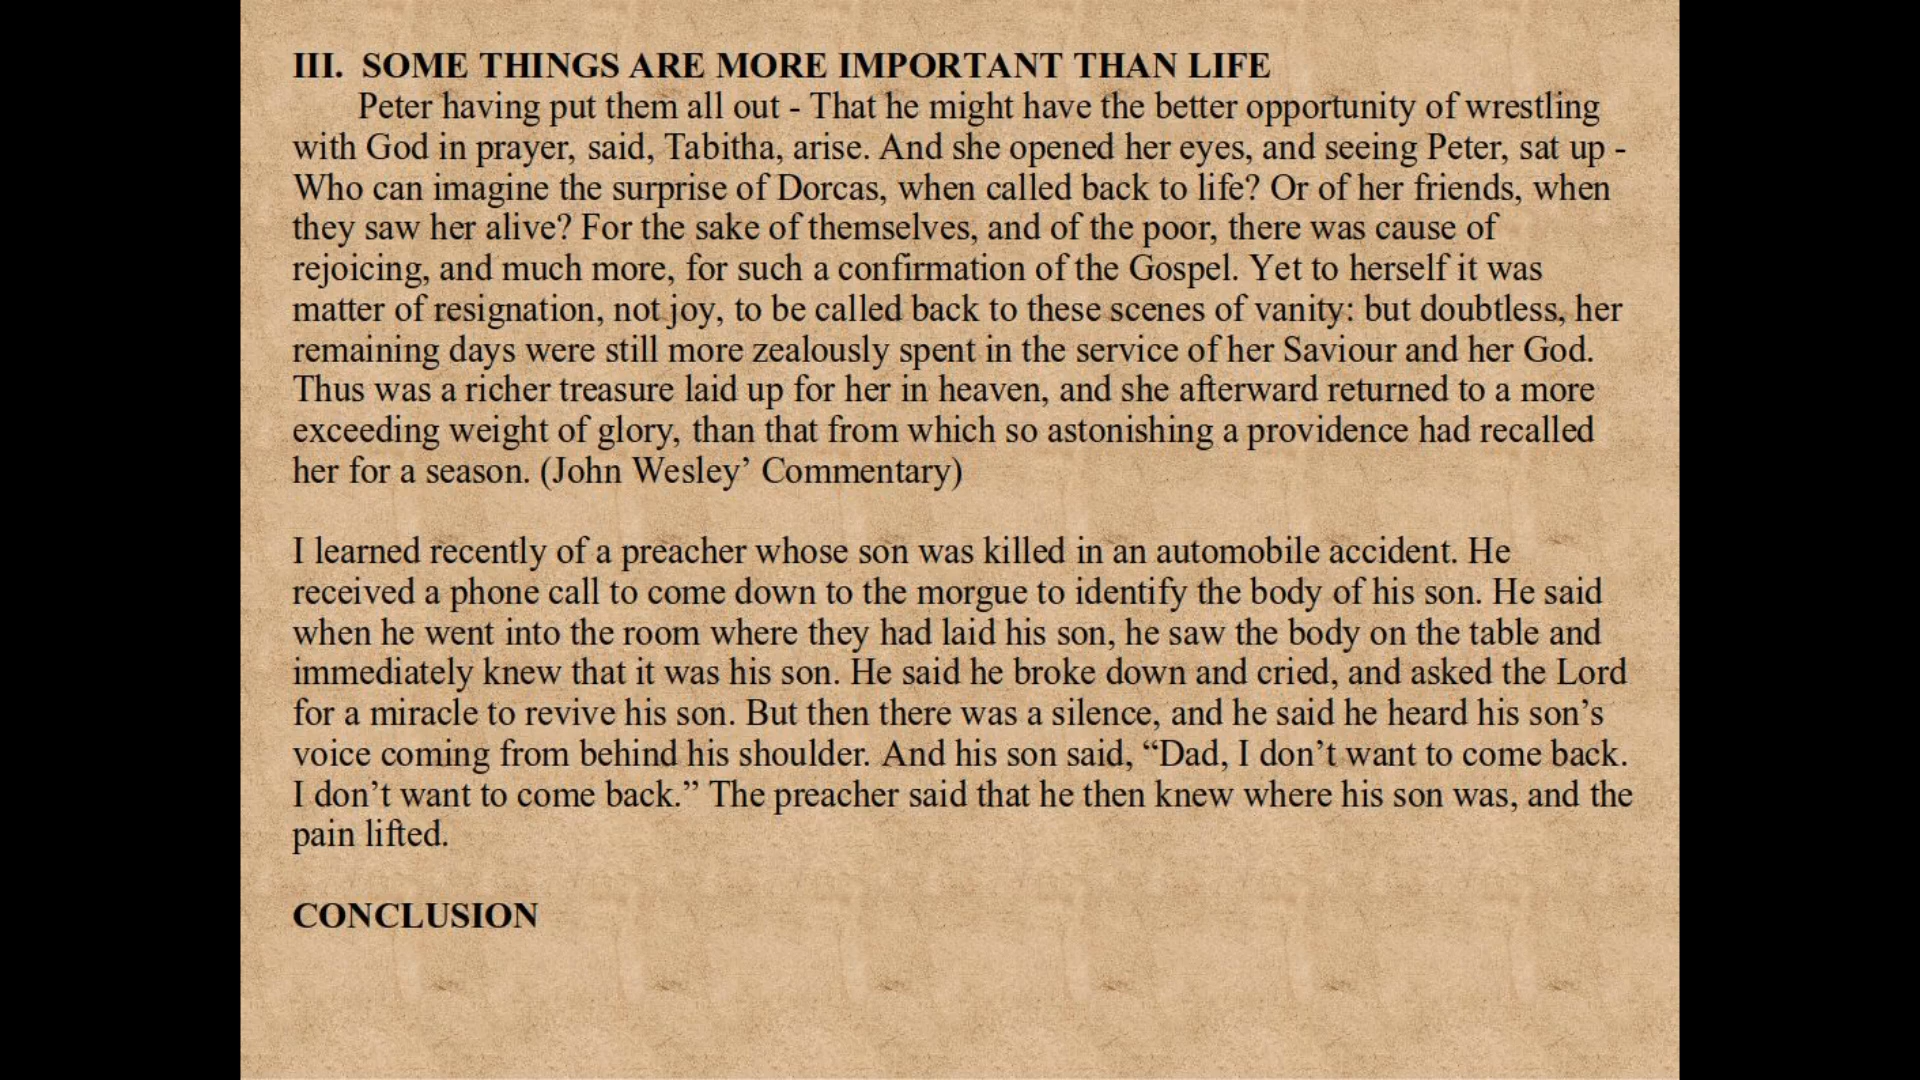 III. SOME THINGS ARE MORE IMPORTANT THAN LIFE
Peter having put them all out - That he might have the better opportunity of wrestling
with God in prayer, said, Tabitha, arise. And she opened her eyes, and seeing Peter, sat up -
Who can imagine the surprise of Dorcas, when called back to life? Or of her friends, when
they saw her alive? For the sake of themselves, and of the poor, there was cause of
rejoicing, and much more, for such a confirmation of the Gospel. Yet to herself it was
matter of resignation, not joy, to be called back to these scenes of vanity: but doubtless, her
remaining days were still more zealously spent in the service of her Saviour and her God.
Thus was a richer treasure laid up for her in heaven, and she afterward returned to a more
exceeding weight of glory, than that from which so astonishing a providence had recalled
her for a season. (John Wesley’ Commentary)
I learned recently of a preacher whose son was killed in an automobile accident. He
received a phone call to come down to the morgue to identify the body of his son. He said
when he went into the room where they had laid his son, he saw the body on the table and
immediately knew that it was his son. He said he broke down and cried, and asked the Lord
for a miracle to revive his son. But then there was a silence, and he said he heard his son’s
voice coming from behind his shoulder. And his son said, “Dad, I don’t want to come back.
I don’t want to come back.” The preacher said that he then knew where his son was, and the
pain lifted.
CONCLUSION